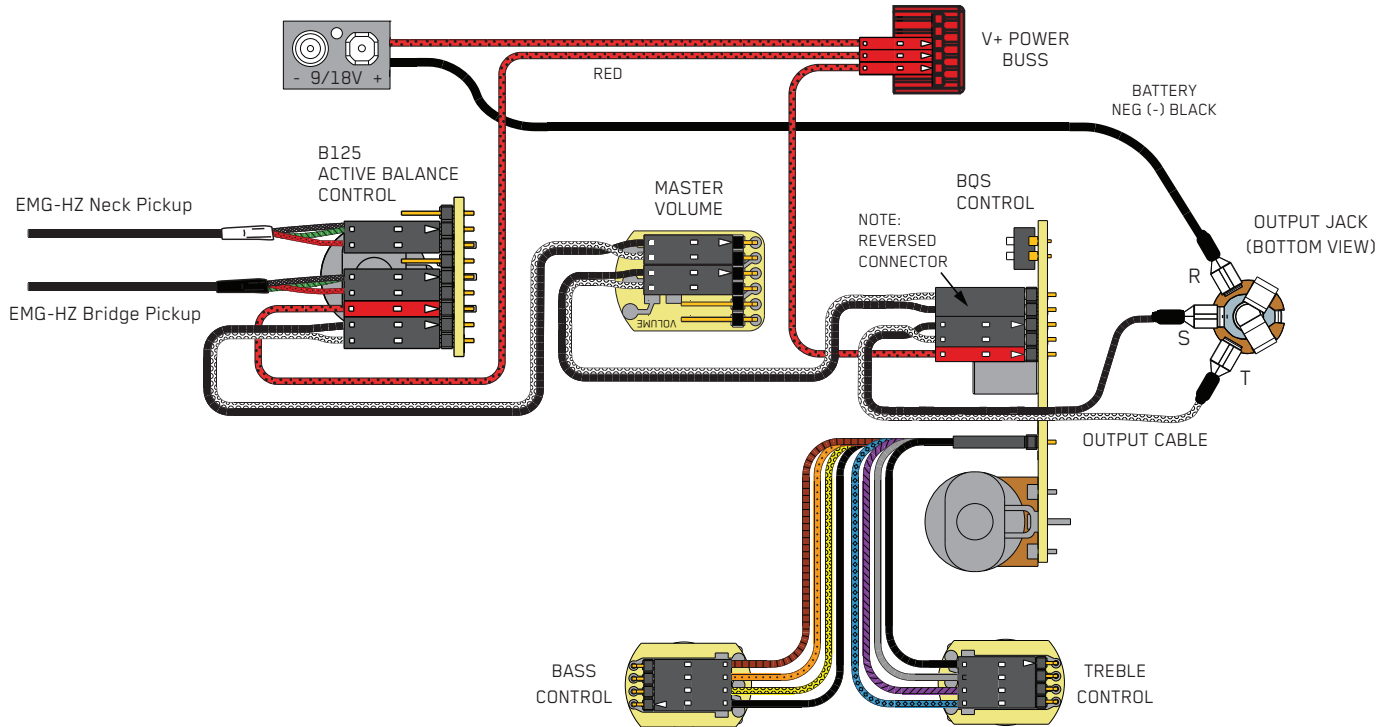 - 9/18V +
V+ POWER
BUSS
RED
BATTERY
NEG (-) BLACK
B125
ACTIVE BALANCE
CONTROL
MASTER
VOLUME
BQS
CONTROL
EMG-HZ Neck Pickup
NOTE:
REVERSED
CONNECTOR
OUTPUT JACK
(BOTTOM VIEW)
R
EMG-HZ Bridge Pickup
VOLUME
S
T
OUTPUT CABLE
BASS
CONTROL
TREBLE
CONTROL